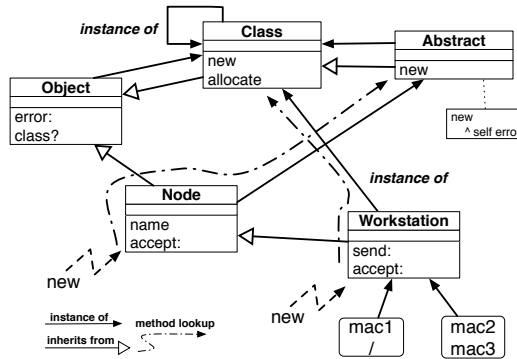 instance of
Class
new
allocate
Abstract
new
Object
error:
class?
new
^ self error
instance of
Node
name
accept:
Workstation
send:
accept:
new
new
mac1
/
mac2
mac3
instance of
method lookup
inherits from